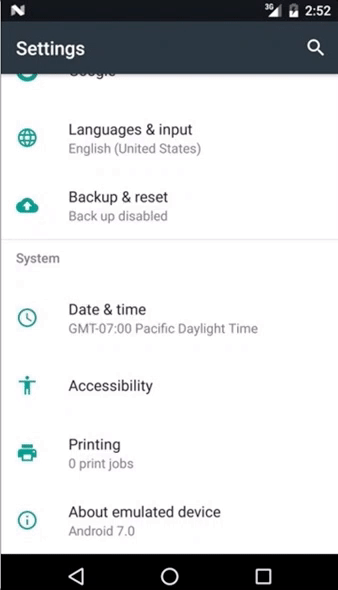 3G
2:52
Settings
Google
Languages & input
English (United States)
Backup & reset
Back up disabled
System
Date & time
GMT-07:00 Pacific Daylight Time
Accessibility
Printing
0 print jobs
About emulated device
Android 7.0